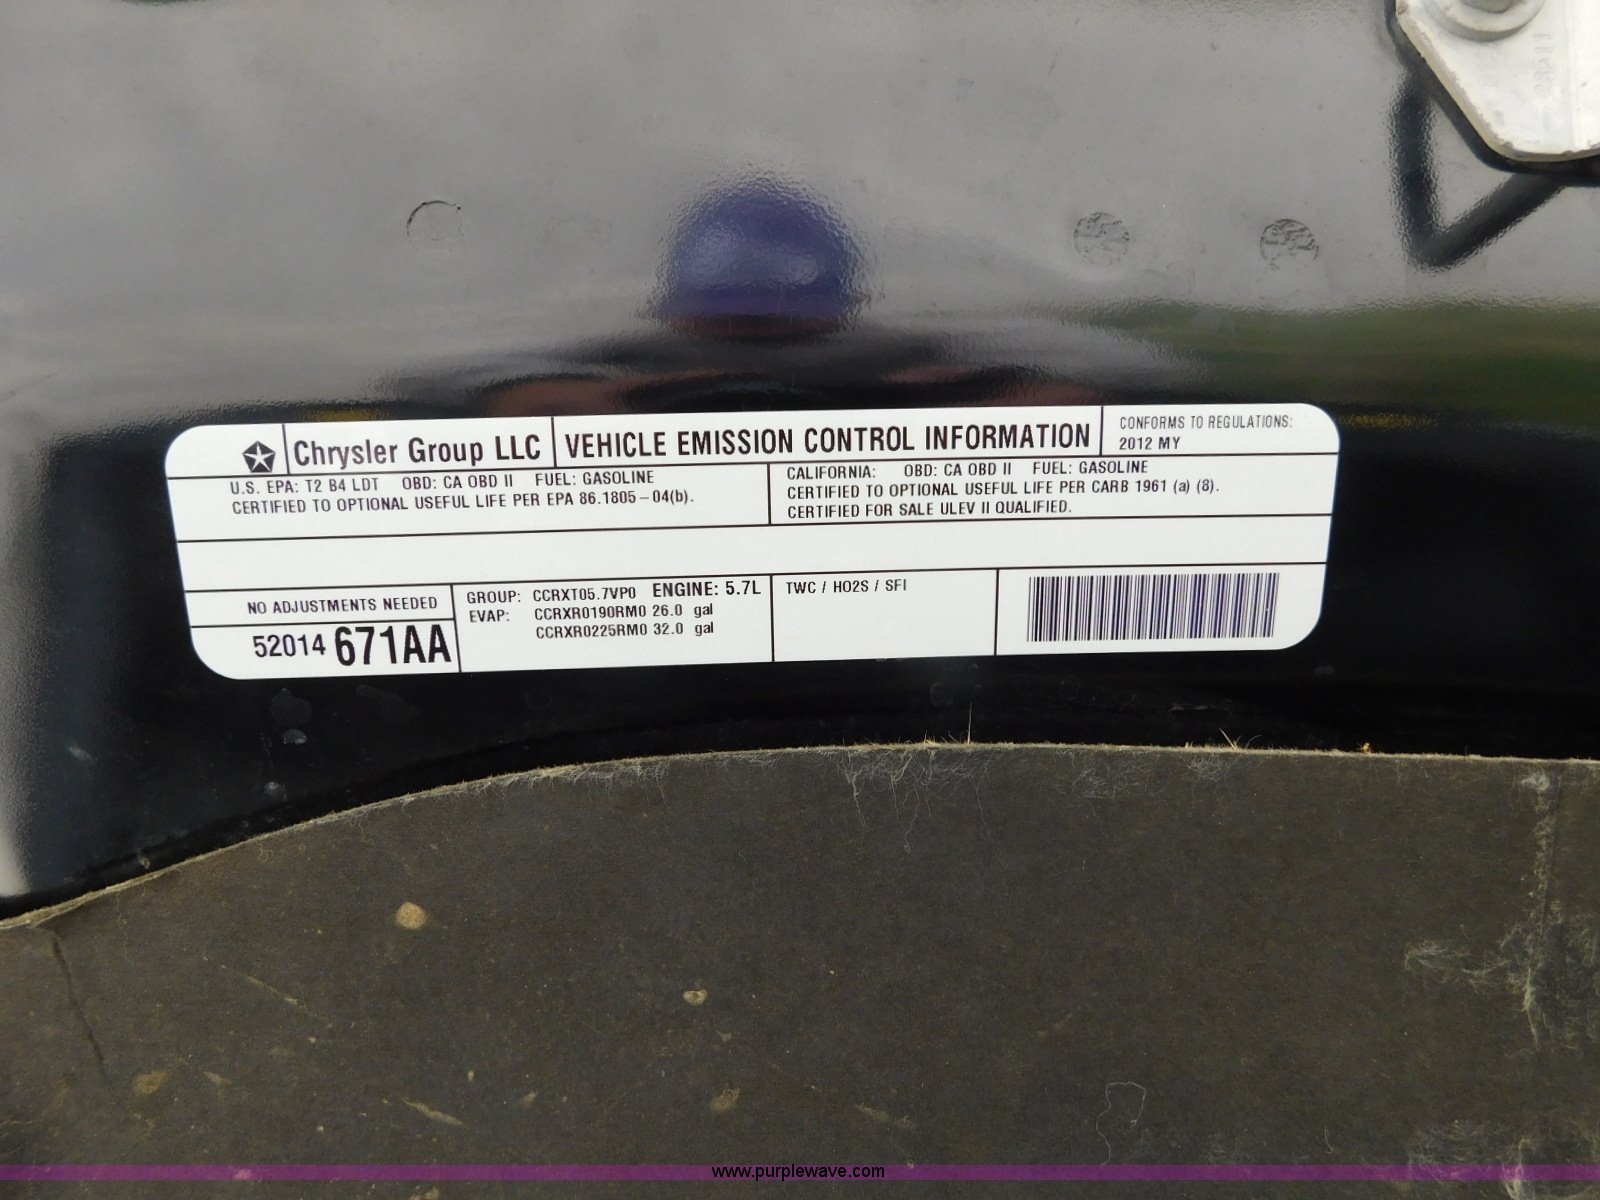 Chrysler Group LLC
VEHICLE EMISSION CONTROL INFORMATION
CONFORMS TO REGULATIONS:
2012 MY
U.S. EPA: T2 B4 LDT OBD: CA OBD II FUEL: GASOLINE
CERTIFIED TO OPTIONAL USEFUL LIFE PER EPA 86.1805-04(b).
CALIFORNIA: OBD: CA OBD II FUEL: GASOLINE
CERTIFIED TO OPTIONAL USEFUL LIFE PER CARB 1961 (a) (8).
CERTIFIED FOR SALE ULEV II QUALIFIED.
NO ADJUSTMENTS NEEDED
52014 671AA
GROUP: CCRXT05.7VP0 ENGINE: 5.7L
EVAP: CCRXR0190RM0 26.0 gal
CCRXR0225RM0 32.0 gal
TWC / HO2S / SFI
www.purplewave.com